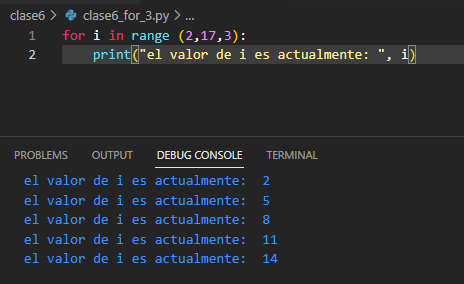 clase6 > clase6_for_3.py > ...
1 for i in range (2,17,3):
2 print("el valor de i es actualmente: ", i)
PROBLEMS OUTPUT DEBUG CONSOLE TERMINAL
el valor de i es actualmente:  2
el valor de i es actualmente:  5
el valor de i es actualmente:  8
el valor de i es actualmente:  11
el valor de i es actualmente:  14